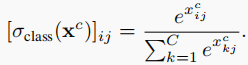 [σ_class(𝐱^c)]_ij = e^{x^c_ij} / ∑_{k=1}^{C} e^{x^c_kj}.